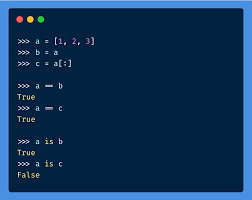 >>> a = [1, 2, 3]
>>> b = a
>>> c = a[:]
>>> a == b
True
>>> a == c
True
>>> a is b
True
>>> a is c
False